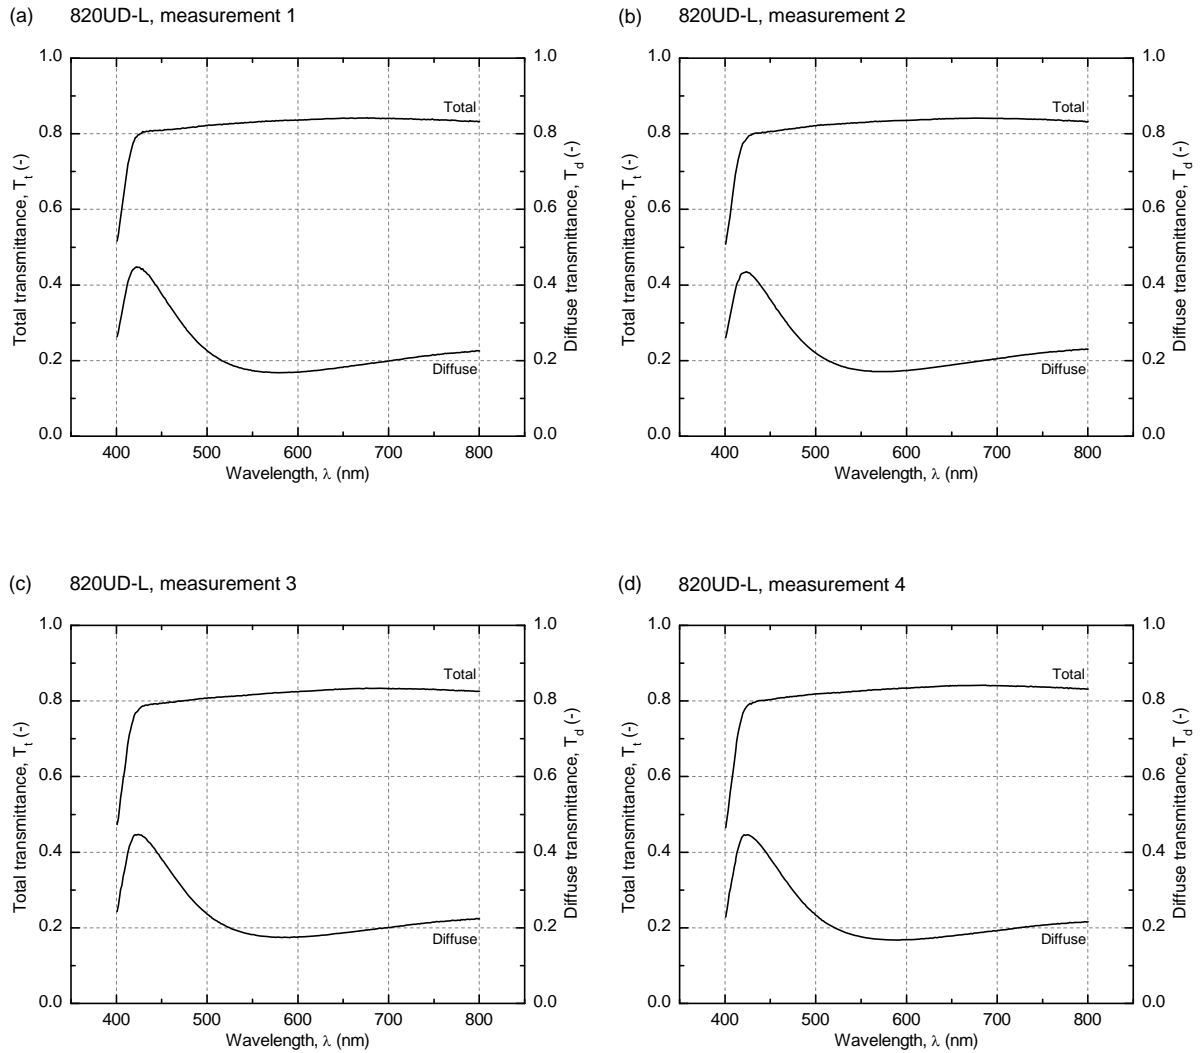 (a) 820UD-L, measurement 1
1.0
0.8
0.6
0.4
0.2
0.0
Total transmittance, T_t (-)
1.0
0.8
0.6
0.4
0.2
0.0
Diffuse transmittance, T_d (-)
Total
Diffuse
400 500 600 700 800
Wavelength, λ (nm)
(b) 820UD-L, measurement 2
1.0
0.8
0.6
0.4
0.2
0.0
Total transmittance, T_t (-)
1.0
0.8
0.6
0.4
0.2
0.0
Diffuse transmittance, T_d (-)
Total
Diffuse
400 500 600 700 800
Wavelength, λ (nm)
(c) 820UD-L, measurement 3
1.0
0.8
0.6
0.4
0.2
0.0
Total transmittance, T_t (-)
1.0
0.8
0.6
0.4
0.2
0.0
Diffuse transmittance, T_d (-)
Total
Diffuse
400 500 600 700 800
Wavelength, λ (nm)
(d) 820UD-L, measurement 4
1.0
0.8
0.6
0.4
0.2
0.0
Total transmittance, T_t (-)
1.0
0.8
0.6
0.4
0.2
0.0
Diffuse transmittance, T_d (-)
Total
Diffuse
400 500 600 700 800
Wavelength, λ (nm)